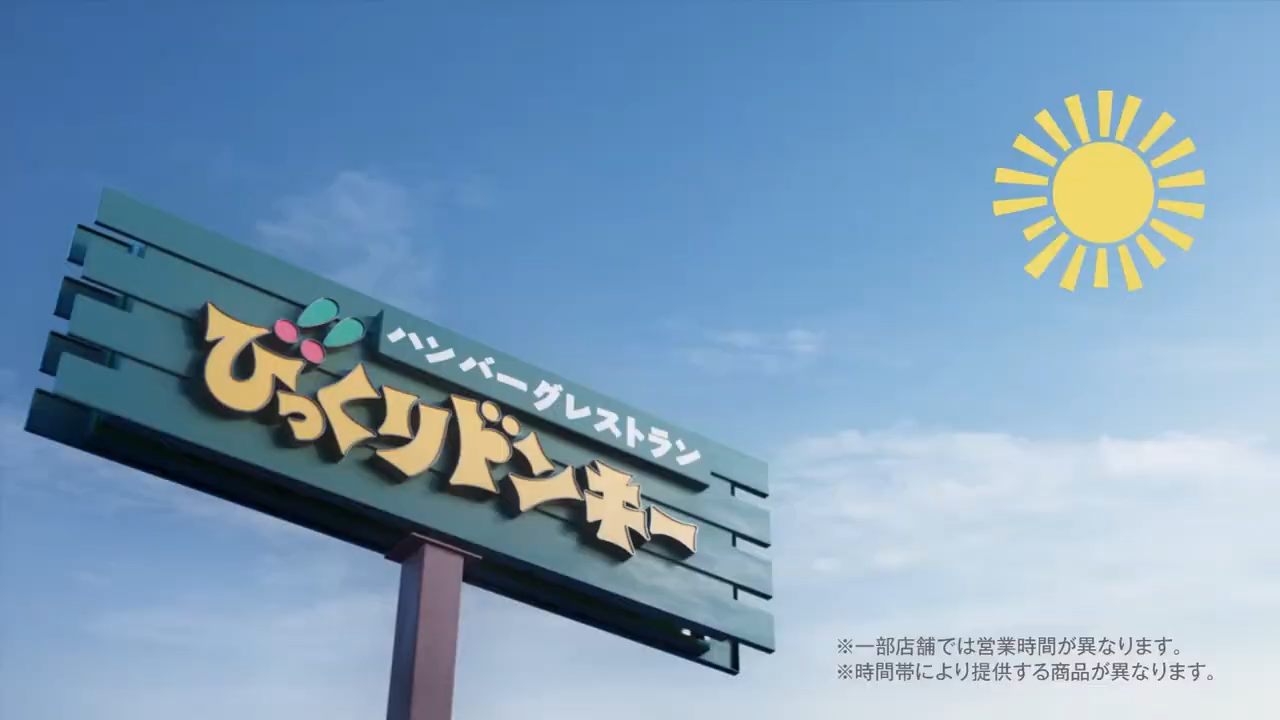 ハンバーグレストラン
びっくりドンキー
※一部店舗では営業時間が異なります。
※時間帯により提供する商品が異なります。